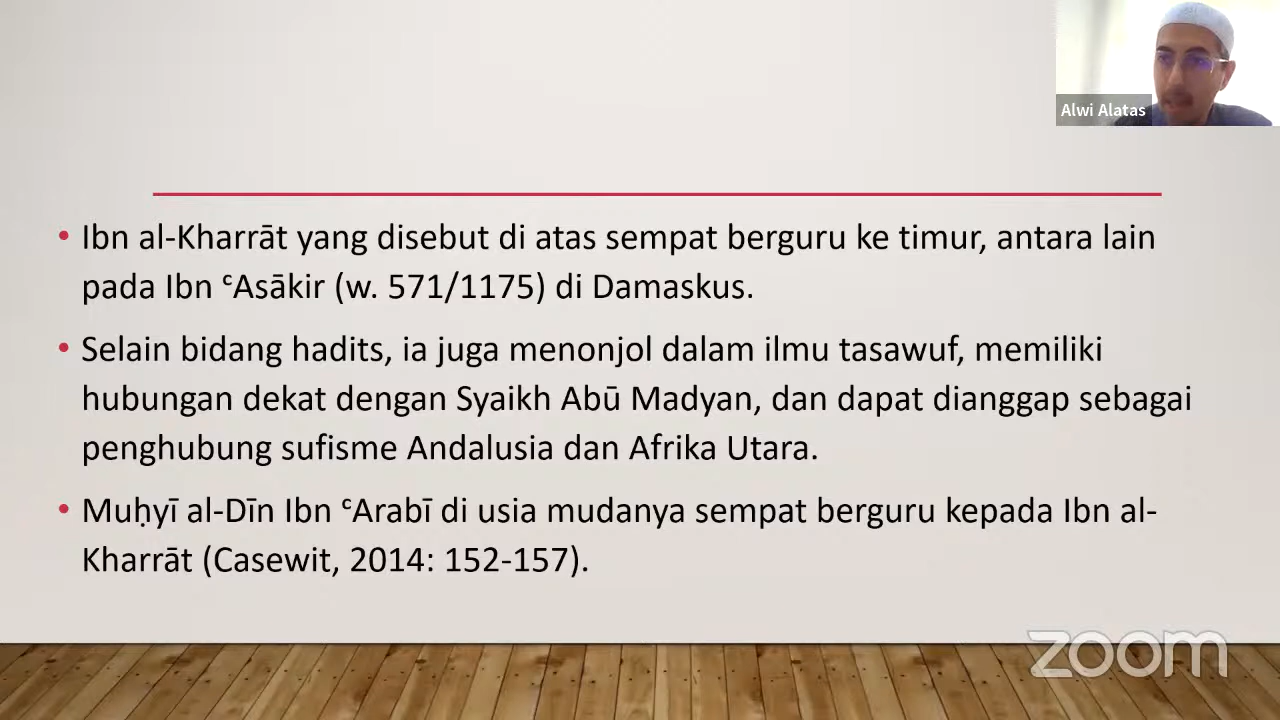 Alwi Alatas
• Ibn al-Kharrāt yang disebut di atas sempat berguru ke timur, antara lain
pada Ibn ʿAsākir (w. 571/1175) di Damaskus.
• Selain bidang hadits, ia juga menonjol dalam ilmu tasawuf, memiliki
hubungan dekat dengan Syaikh Abū Madyan, dan dapat dianggap sebagai
penghubung sufisme Andalusia dan Afrika Utara.
• Muḥyī al-Dīn Ibn ʿArabī di usia mudanya sempat berguru kepada Ibn al-
Kharrāt (Casewit, 2014: 152-157).
zoom